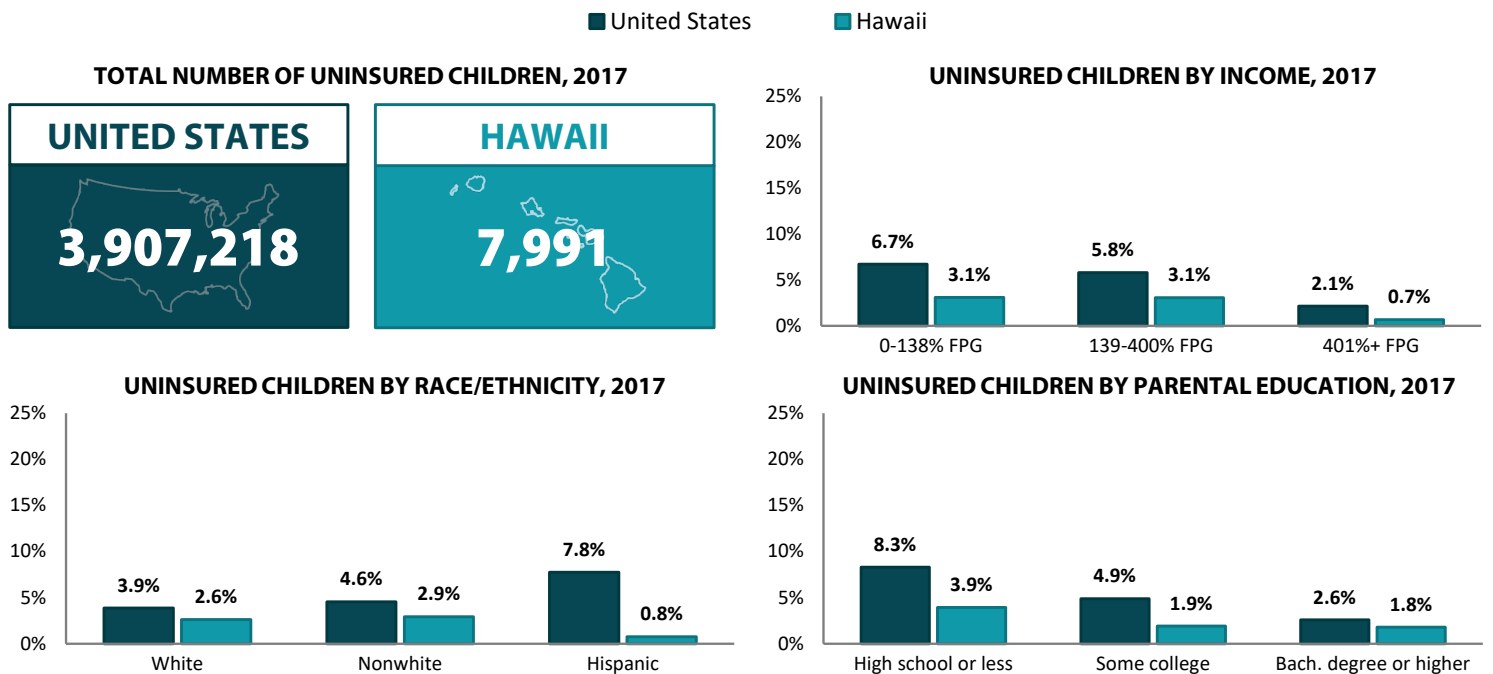 United States Hawaii
TOTAL NUMBER OF UNINSURED CHILDREN, 2017
UNITED STATES
3,907,218
HAWAII
7,991
UNINSURED CHILDREN BY INCOME, 2017
25%
20%
15%
10%
5%
0%
6.7% 3.1% 5.8% 3.1% 2.1% 0.7%
0-138% FPG 139-400% FPG 401%+ FPG
UNINSURED CHILDREN BY RACE/ETHNICITY, 2017
25%
20%
15%
10%
5%
0%
3.9% 2.6% 4.6% 2.9% 7.8% 0.8%
White Nonwhite Hispanic
UNINSURED CHILDREN BY PARENTAL EDUCATION, 2017
25%
20%
15%
10%
5%
0%
8.3% 3.9% 4.9% 1.9% 2.6% 1.8%
High school or less Some college Bach. degree or higher